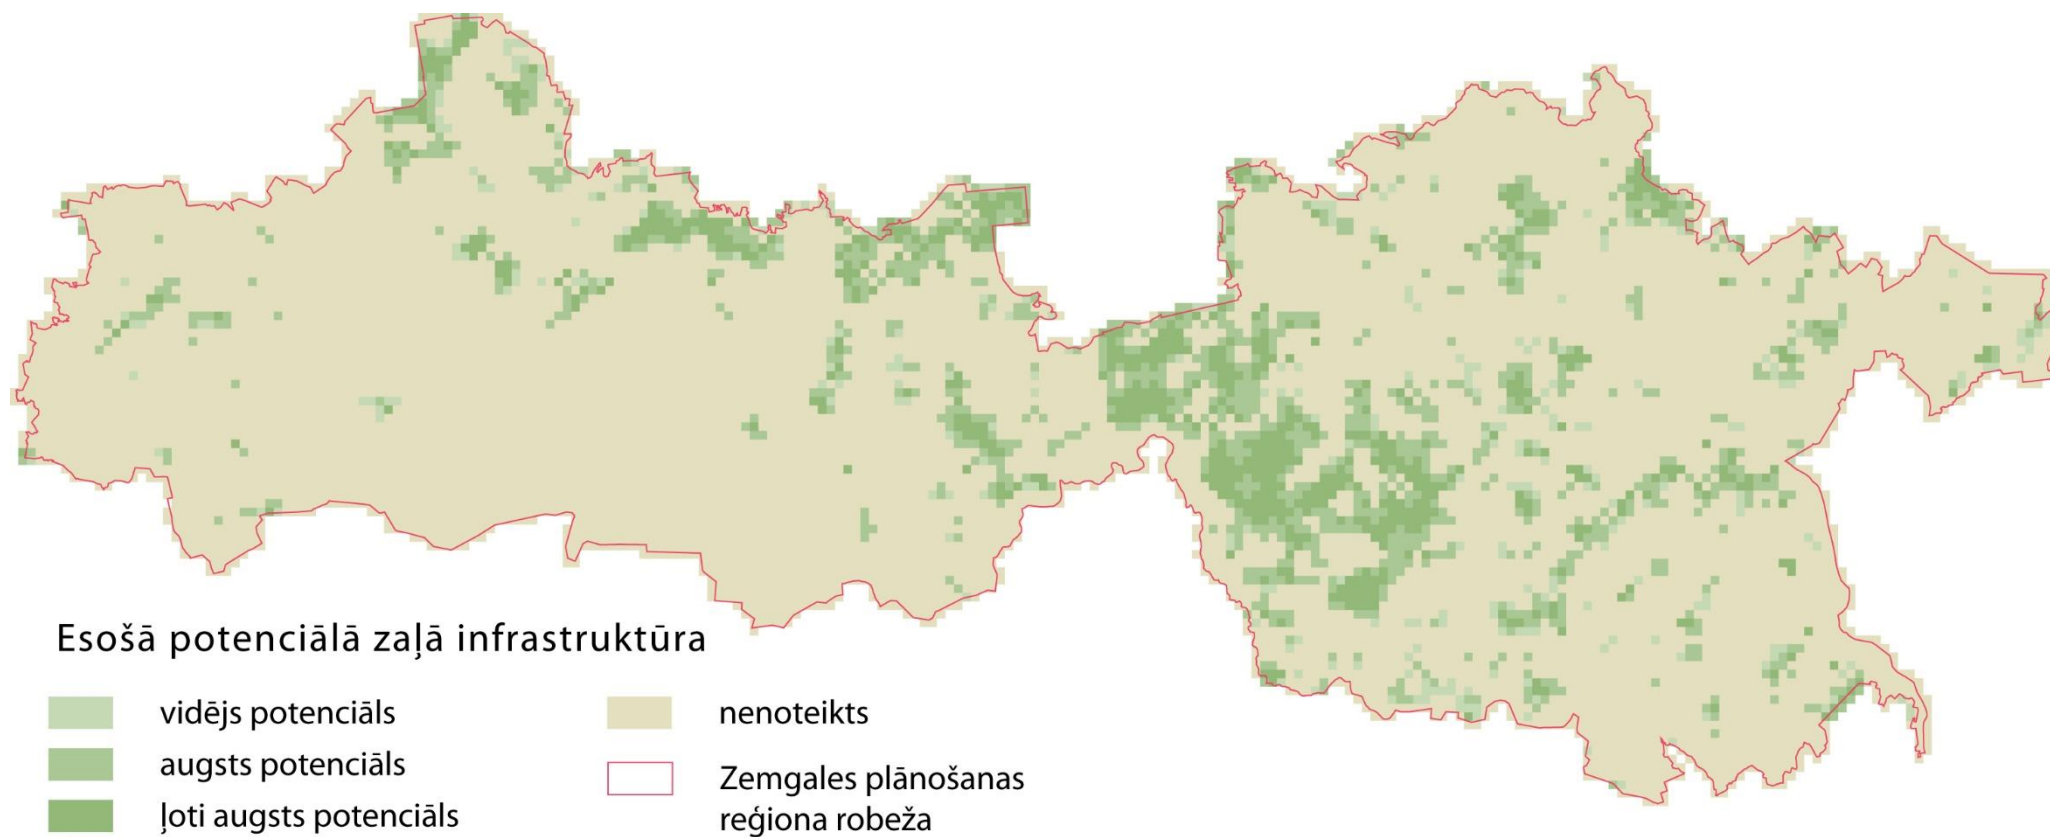 Esošā potenciālā zaļā infrastruktūra
vidējs potenciāls
augsts potenciāls
ļoti augsts potenciāls
nenoteikts
Zemgales plānošanas
reģiona robeža